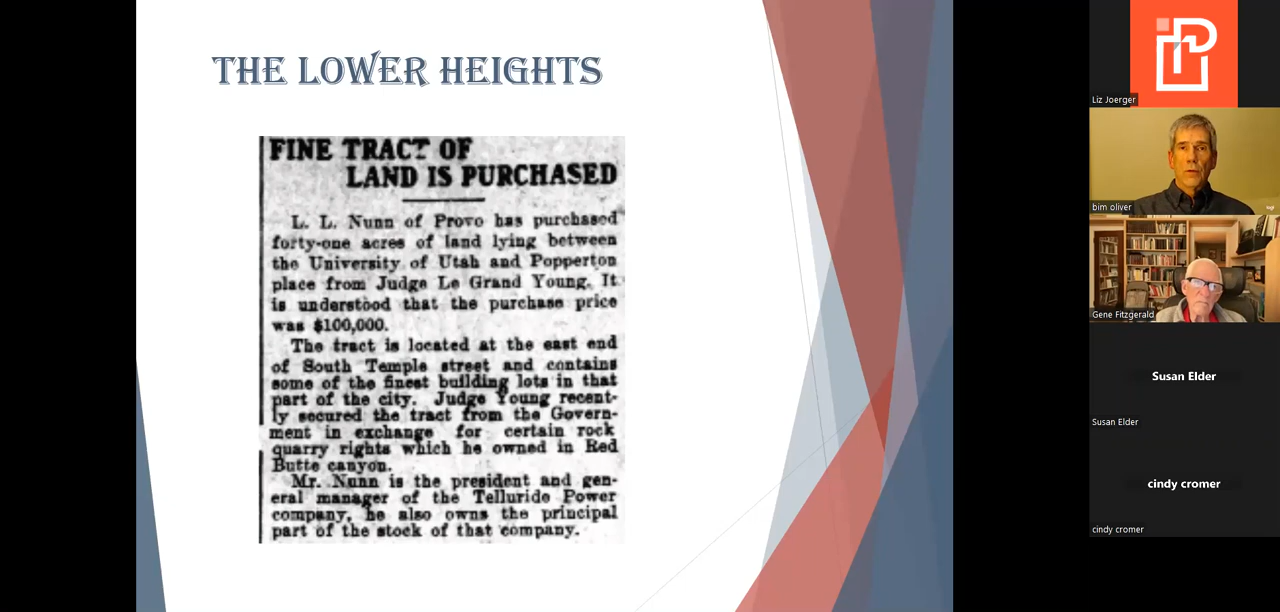 THE LOWER HEIGHTS
FINE TRACT OF
LAND IS PURCHASED
L. L. Nunn of Provo has purchased
forty-one acres of land lying between
the University of Utah and Popperton
place from Judge Le Grand Young. It
is understood that the purchase price
was $100,000.
The tract is located at the east end
of South Temple street and contains
some of the finest building lots in that
part of the city. Judge Young recent-
ly secured the tract from the Govern-
ment in exchange for certain rock
quarry rights which he owned in Red
Butte canyon.
Mr. Nunn is the president and gen-
eral manager of the Telluride Power
company, he also owns the principal
part of the stock of that company.
Liz Joerger
bim oliver
Gene Fitzgerald
Susan Elder
Susan Elder
cindy cromer
cindy cromer